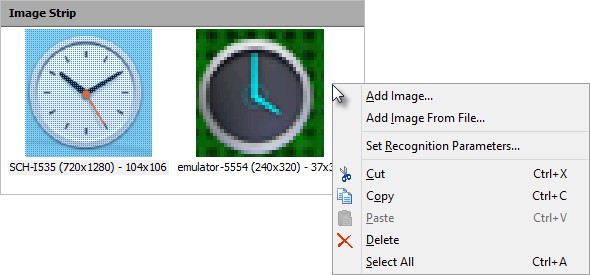 Image Strip
SCH-I535 (720x1280) - 104x106
emulator-5554 (240x320) - 37x3
Add Image...
Add Image From File...
Set Recognition Parameters...
Cut Ctrl+X
Copy Ctrl+C
Paste Ctrl+V
Delete
Select All Ctrl+A